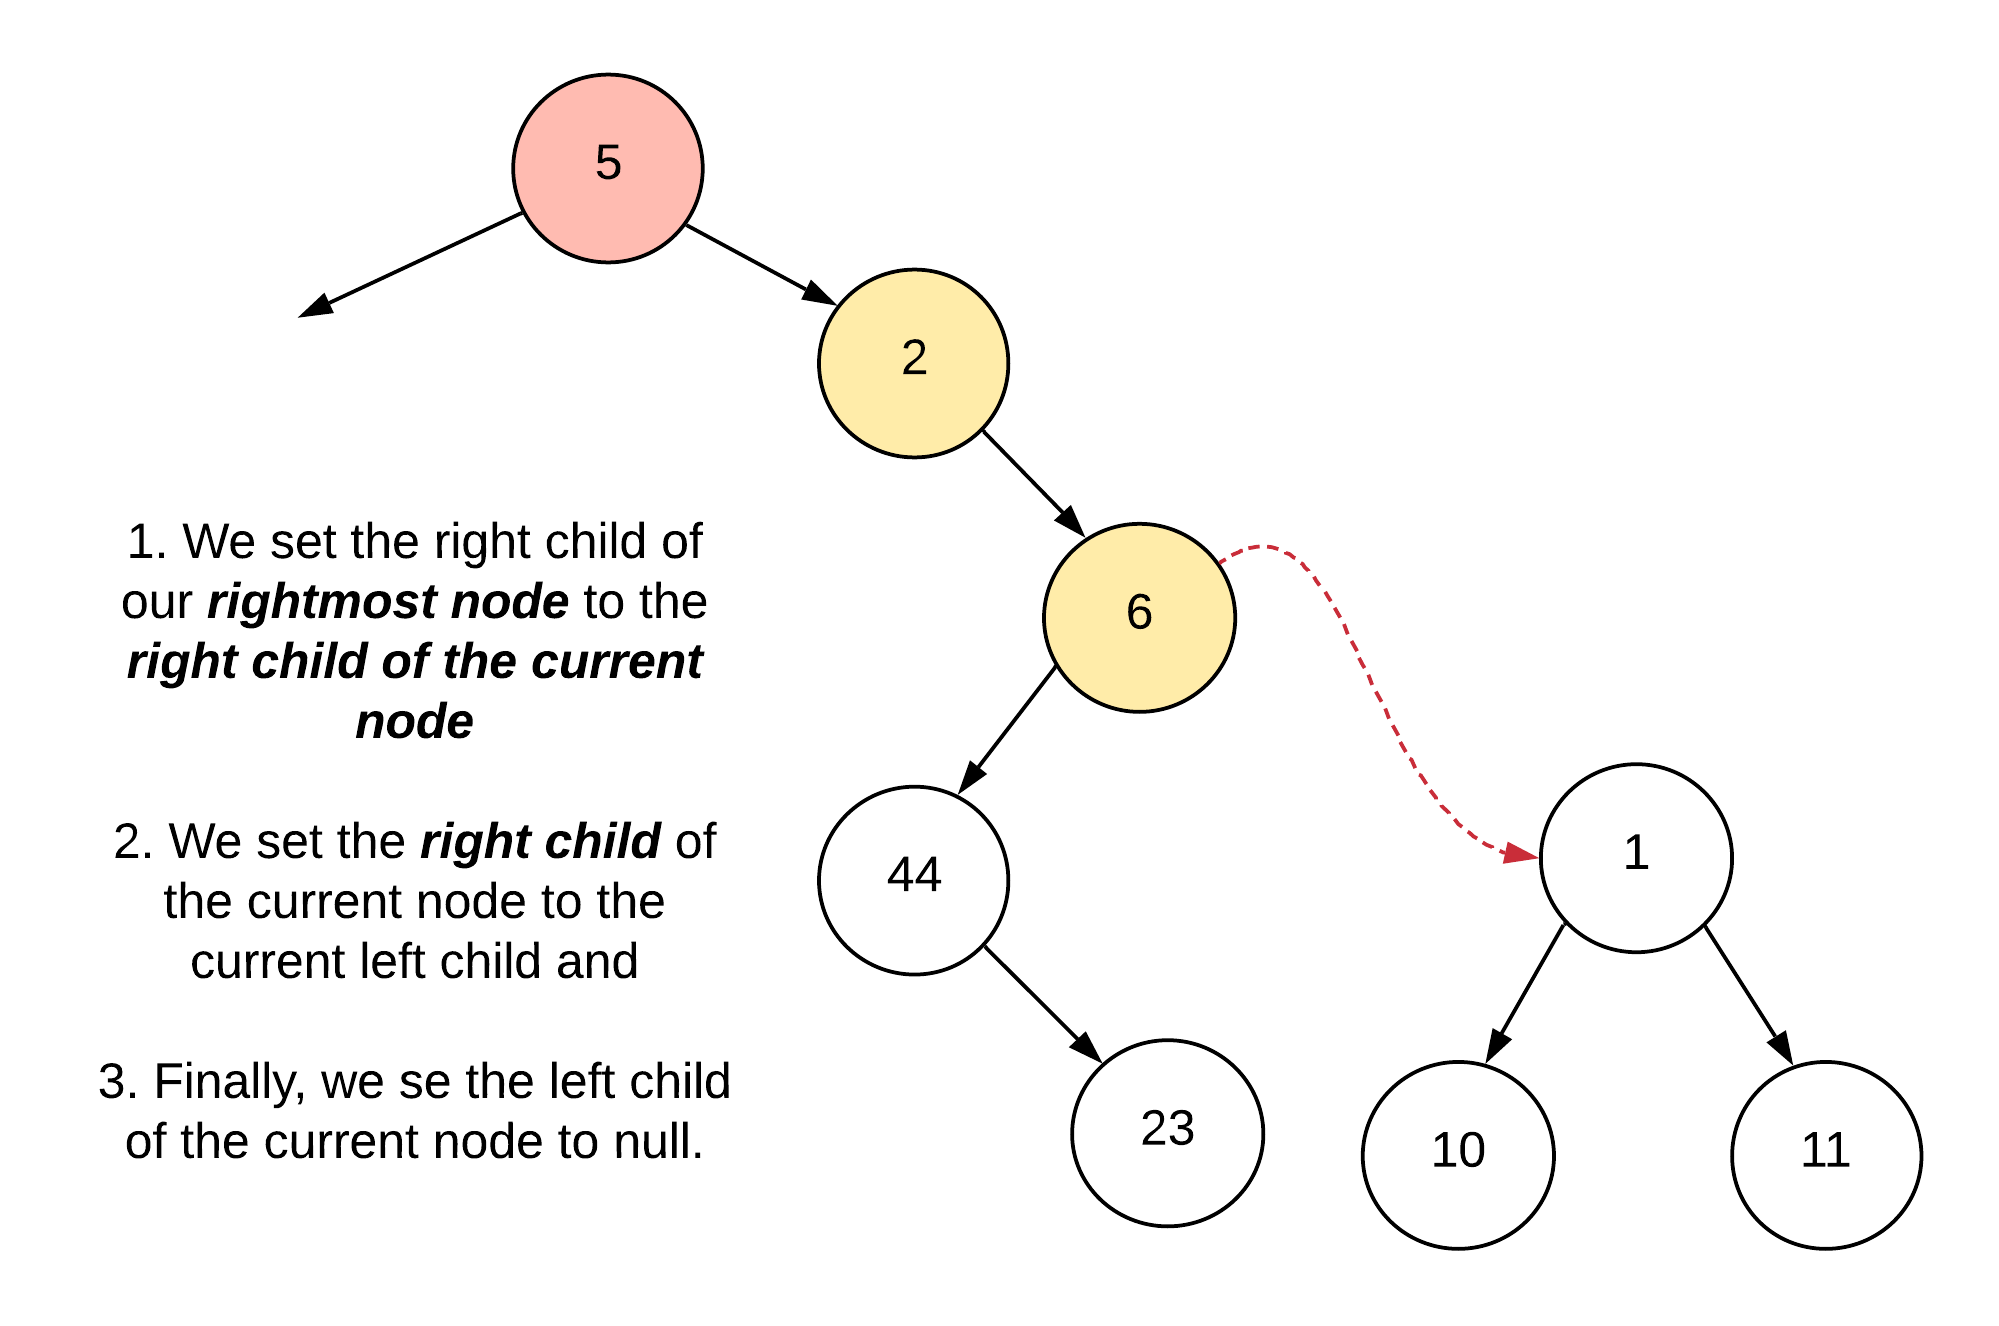 5
2
1. We set the right child of
our rightmost node to the
right child of the current
node
6
2. We set the right child of
the current node to the
current left child and
44
1
3. Finally, we se the left child
of the current node to null.
23
10
11